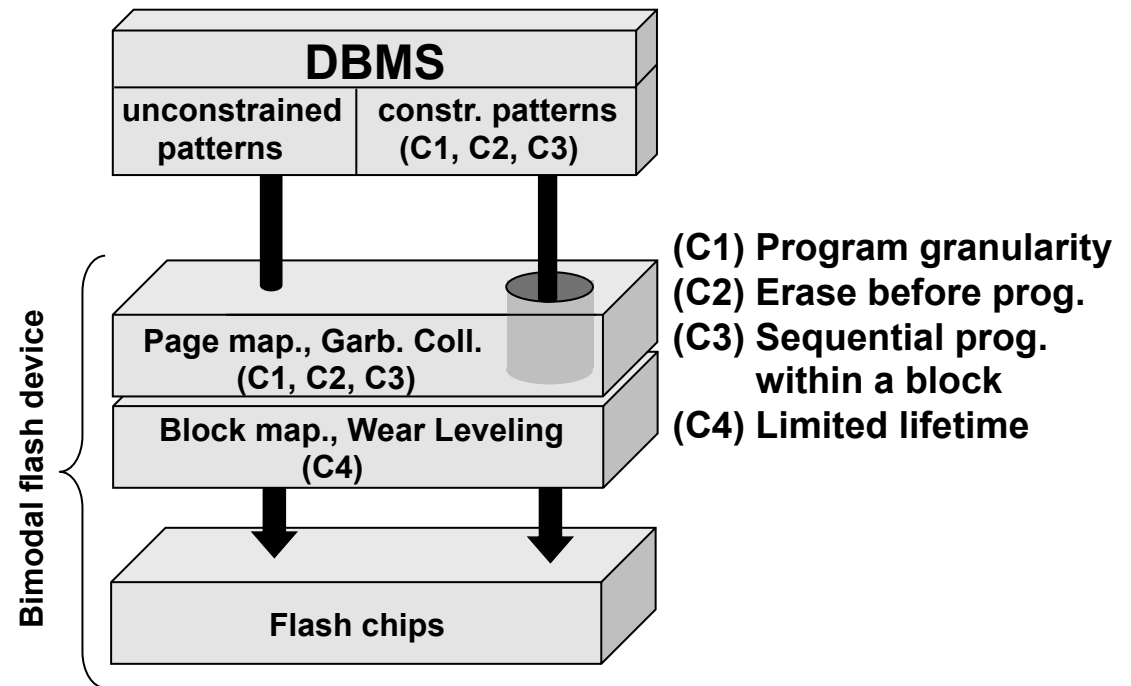 DBMS
unconstrained
patterns
constr. patterns
(C1, C2, C3)
(C1) Program granularity
(C2) Erase before prog.
(C3) Sequential prog.
within a block
(C4) Limited lifetime
Bimodal flash device
Page map., Garb. Coll.
(C1, C2, C3)
Block map., Wear Leveling
(C4)
Flash chips